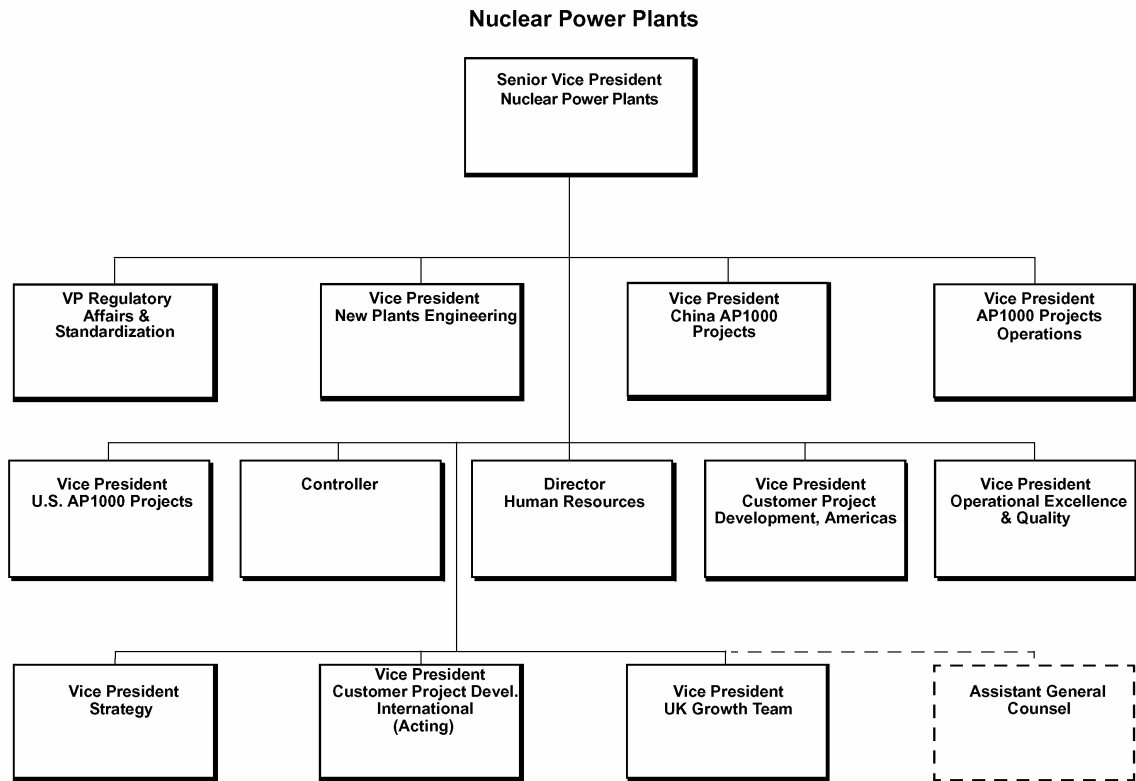 Nuclear Power Plants
Senior Vice President
Nuclear Power Plants
VP Regulatory
Affairs &
Standardization
Vice President
New Plants Engineering
Vice President
China AP1000
Projects
Vice President
AP1000 Projects
Operations
Vice President
U.S. AP1000 Projects
Controller
Director
Human Resources
Vice President
Customer Project
Development, Americas
Vice President
Operational Excellence
& Quality
Vice President
Strategy
Vice President
Customer Project Devel.
International
(Acting)
Vice President
UK Growth Team
Assistant General
Counsel